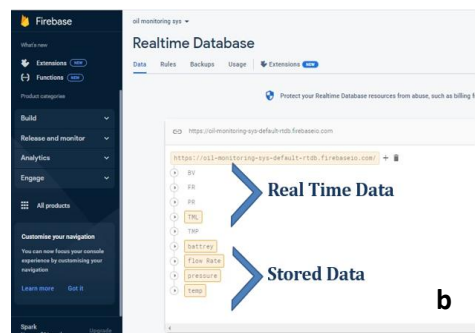 Firebase
What's new
Extensions NEW
Functions NEW
Product categories
Build
Release and monitor
Analytics
Engage
All products
Customise your navigation
You can now focus your console
experience by customising your
navigation
Learn more Got it
Spark
Upgrade
oil monitoring sys
Realtime Database
Data Rules Backups Usage Extensions NEW
Protect your Realtime Database resources from abuse, such as billing f
https://oil-monitoring-sys-default-rtdb.firebaseio.com
https://oil-monitoring-sys-default-rtdb.firebaseio.com/
BV
FR
PR
TML
TMP
Real Time Data
battrey
flow Rate
pressure
temp
Stored Data
b